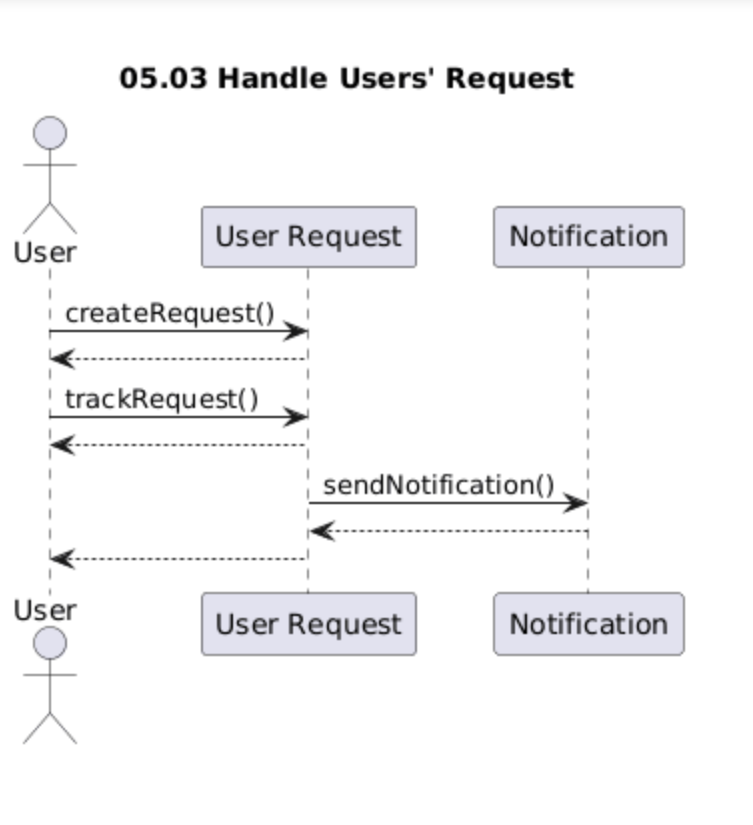 05.03 Handle Users' Request
User
User Request
Notification
createRequest()
trackRequest()
sendNotification()
User
User Request
Notification